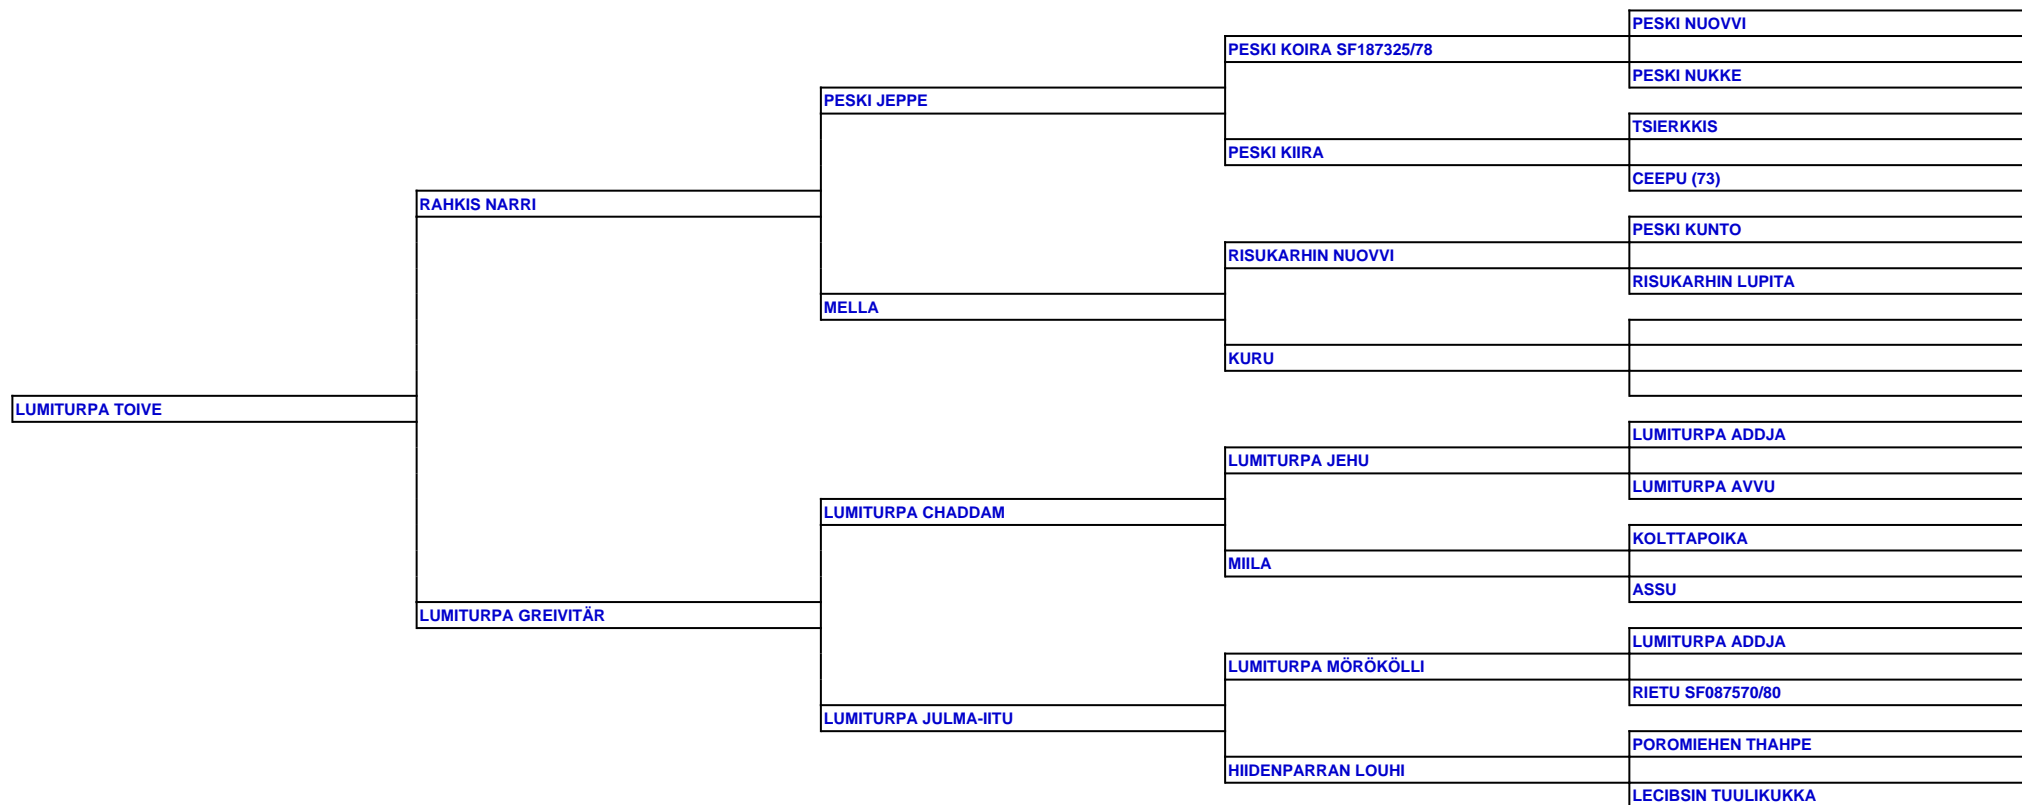 PESKI NUOVVI
PESKI KOIRA SF187325/78
PESKI NUKKE
PESKI JEPPE
TSIERKKIS
PESKI KIIRA
CEEPU (73)
RAHKIS NARRI
PESKI KUNTO
RISUKARHIN NUOVVI
RISUKARHIN LUPITA
MELLA
KURU
LUMITURPA TOIVE
LUMITURPA ADDJA
LUMITURPA JEHU
LUMITURPA AVVU
LUMITURPA CHADDAM
KOLTTAPOIKA
MIILA
ASSU
LUMITURPA GREIVITÄR
LUMITURPA ADDJA
LUMITURPA MÖRÖKÖLLI
RIETU SF087570/80
LUMITURPA JULMA-IITU
POROMIEHEN THAHPE
HIIDENPARRAN LOUHI
LECIBSIN TUULIKUKKA